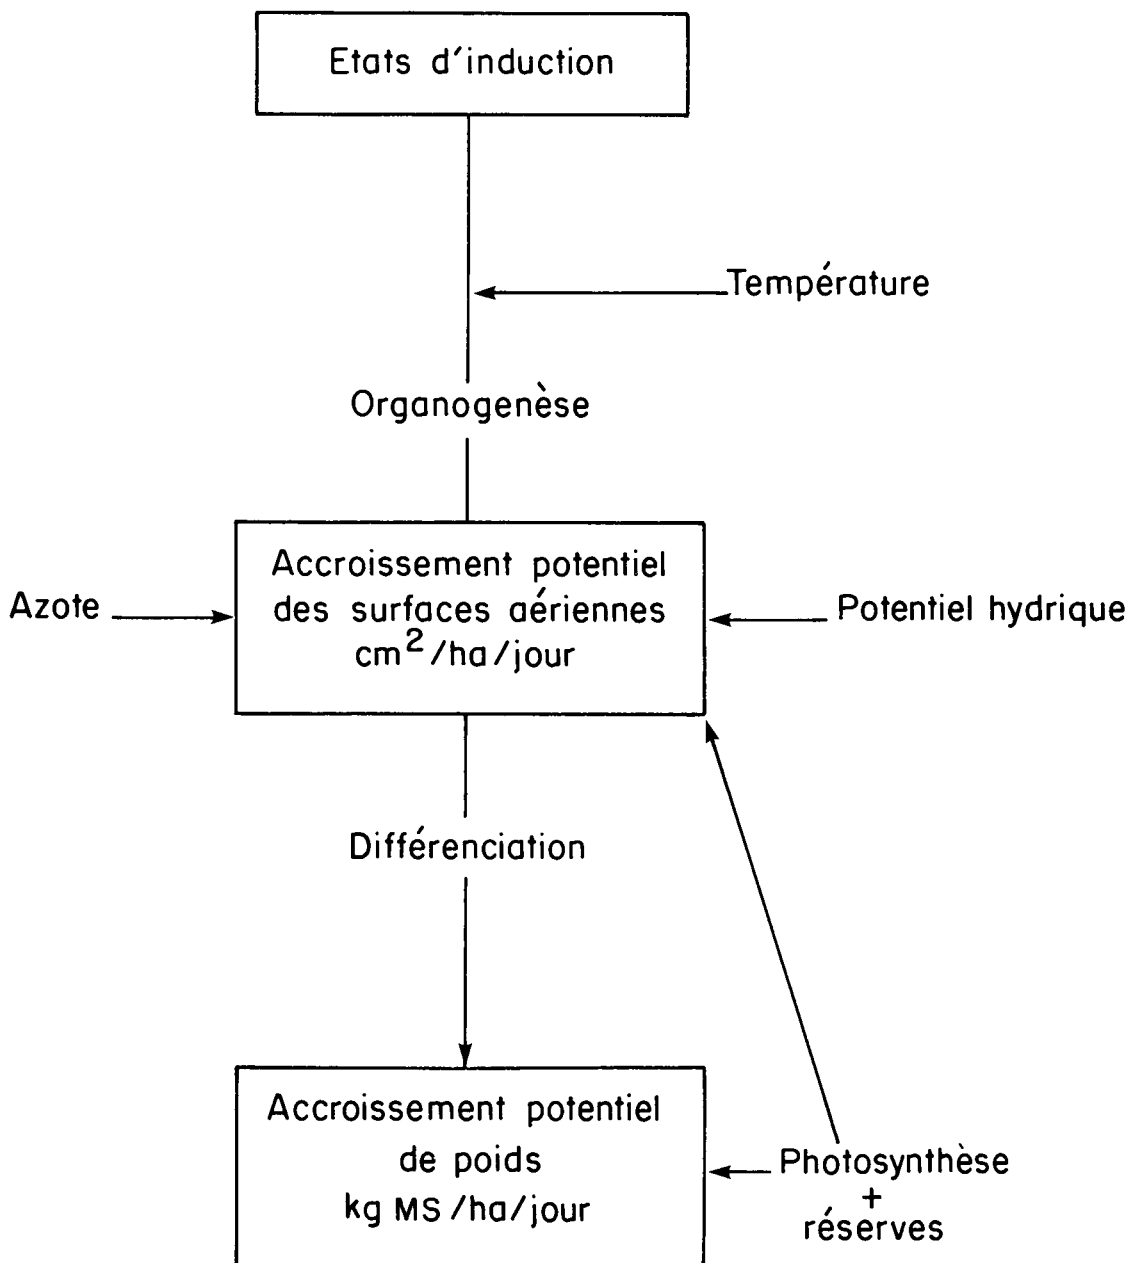 Etats d'induction
Température
Organogenèse
Accroissement potentiel
des surfaces aériennes
cm²/ha/jour
Azote
Potentiel hydrique
Différenciation
Accroissement potentiel
de poids
kg MS/ha/jour
Photosynthèse
+
réserves